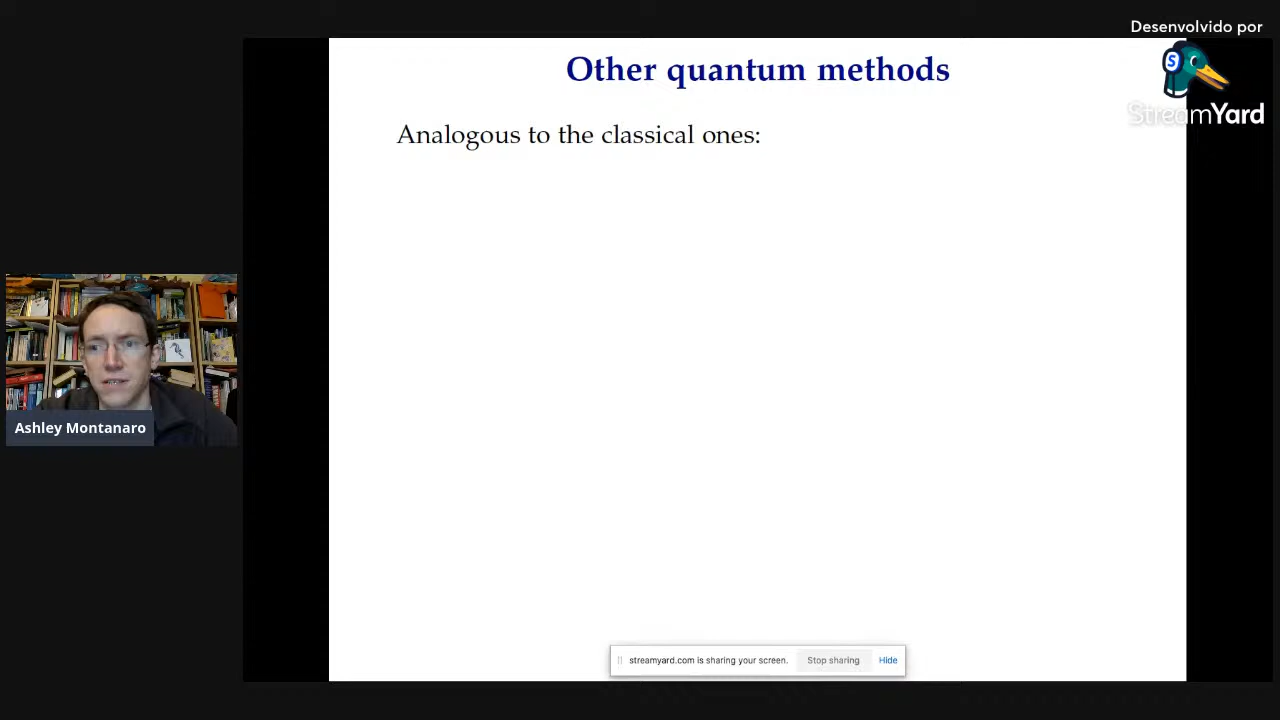 Desenvolvido por
S
StreamYard
Other quantum methods
Analogous to the classical ones:
Ashley Montanaro
streamyard.com is sharing your screen. Stop sharing Hide